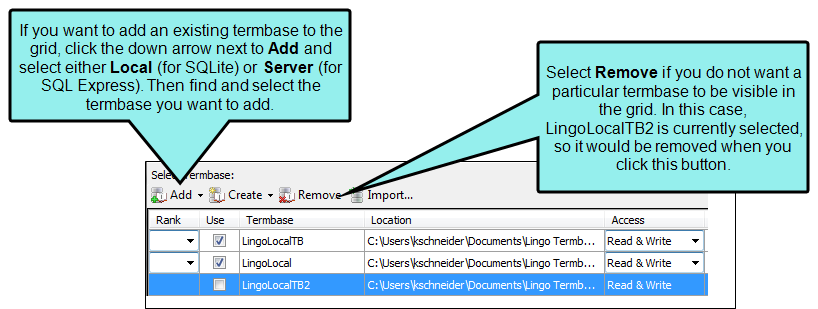 If you want to add an existing termbase to the
grid, click the down arrow next to Add and
select either Local (for SQLite) or Server (for
SQL Express). Then find and select the
termbase you want to add.
Select Remove if you do not want a
particular termbase to be visible in
the grid. In this case,
LingoLocalTB2 is currently selected,
so it would be removed when you
click this button.
Add Create Remove Import...
Rank Use Termbase Location Access
LingoLocalTB C:\Users\kschneider\Documents\Lingo Termb... Read & Write
LingoLocal C:\Users\kschneider\Documents\Lingo Termb... Read & Write
LingoLocalTB2 C:\Users\kschneider\Documents\Lingo Termb... Read & Write